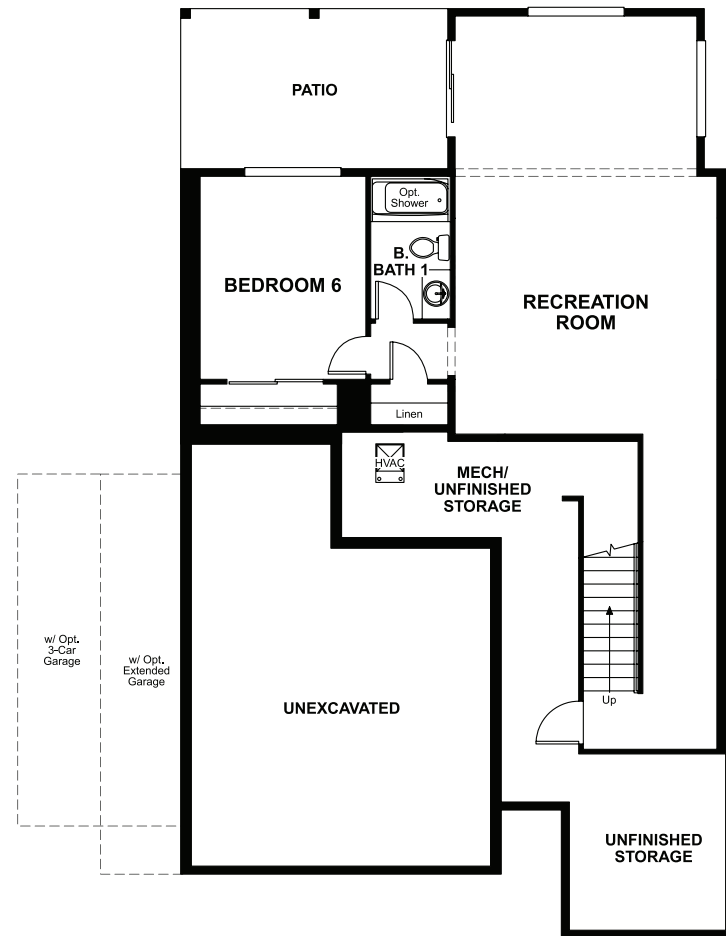 PATIO
Opt.
Shower
B.
BATH 1
BEDROOM 6
RECREATION
ROOM
Linen
HVAC
MECH/
UNFINISHED
STORAGE
w/ Opt.
3-Car
Garage
w/ Opt.
Extended
Garage
UNEXCAVATED
Up
UNFINISHED
STORAGE